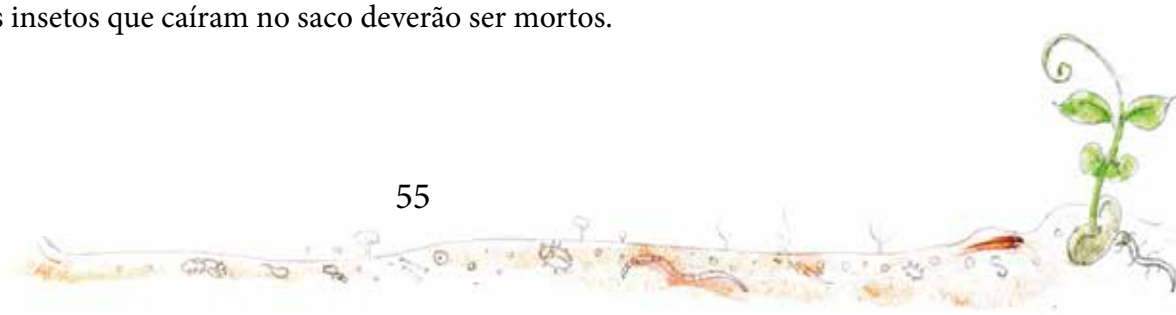 s insetos que caíram no saco deverão ser mortos.
55